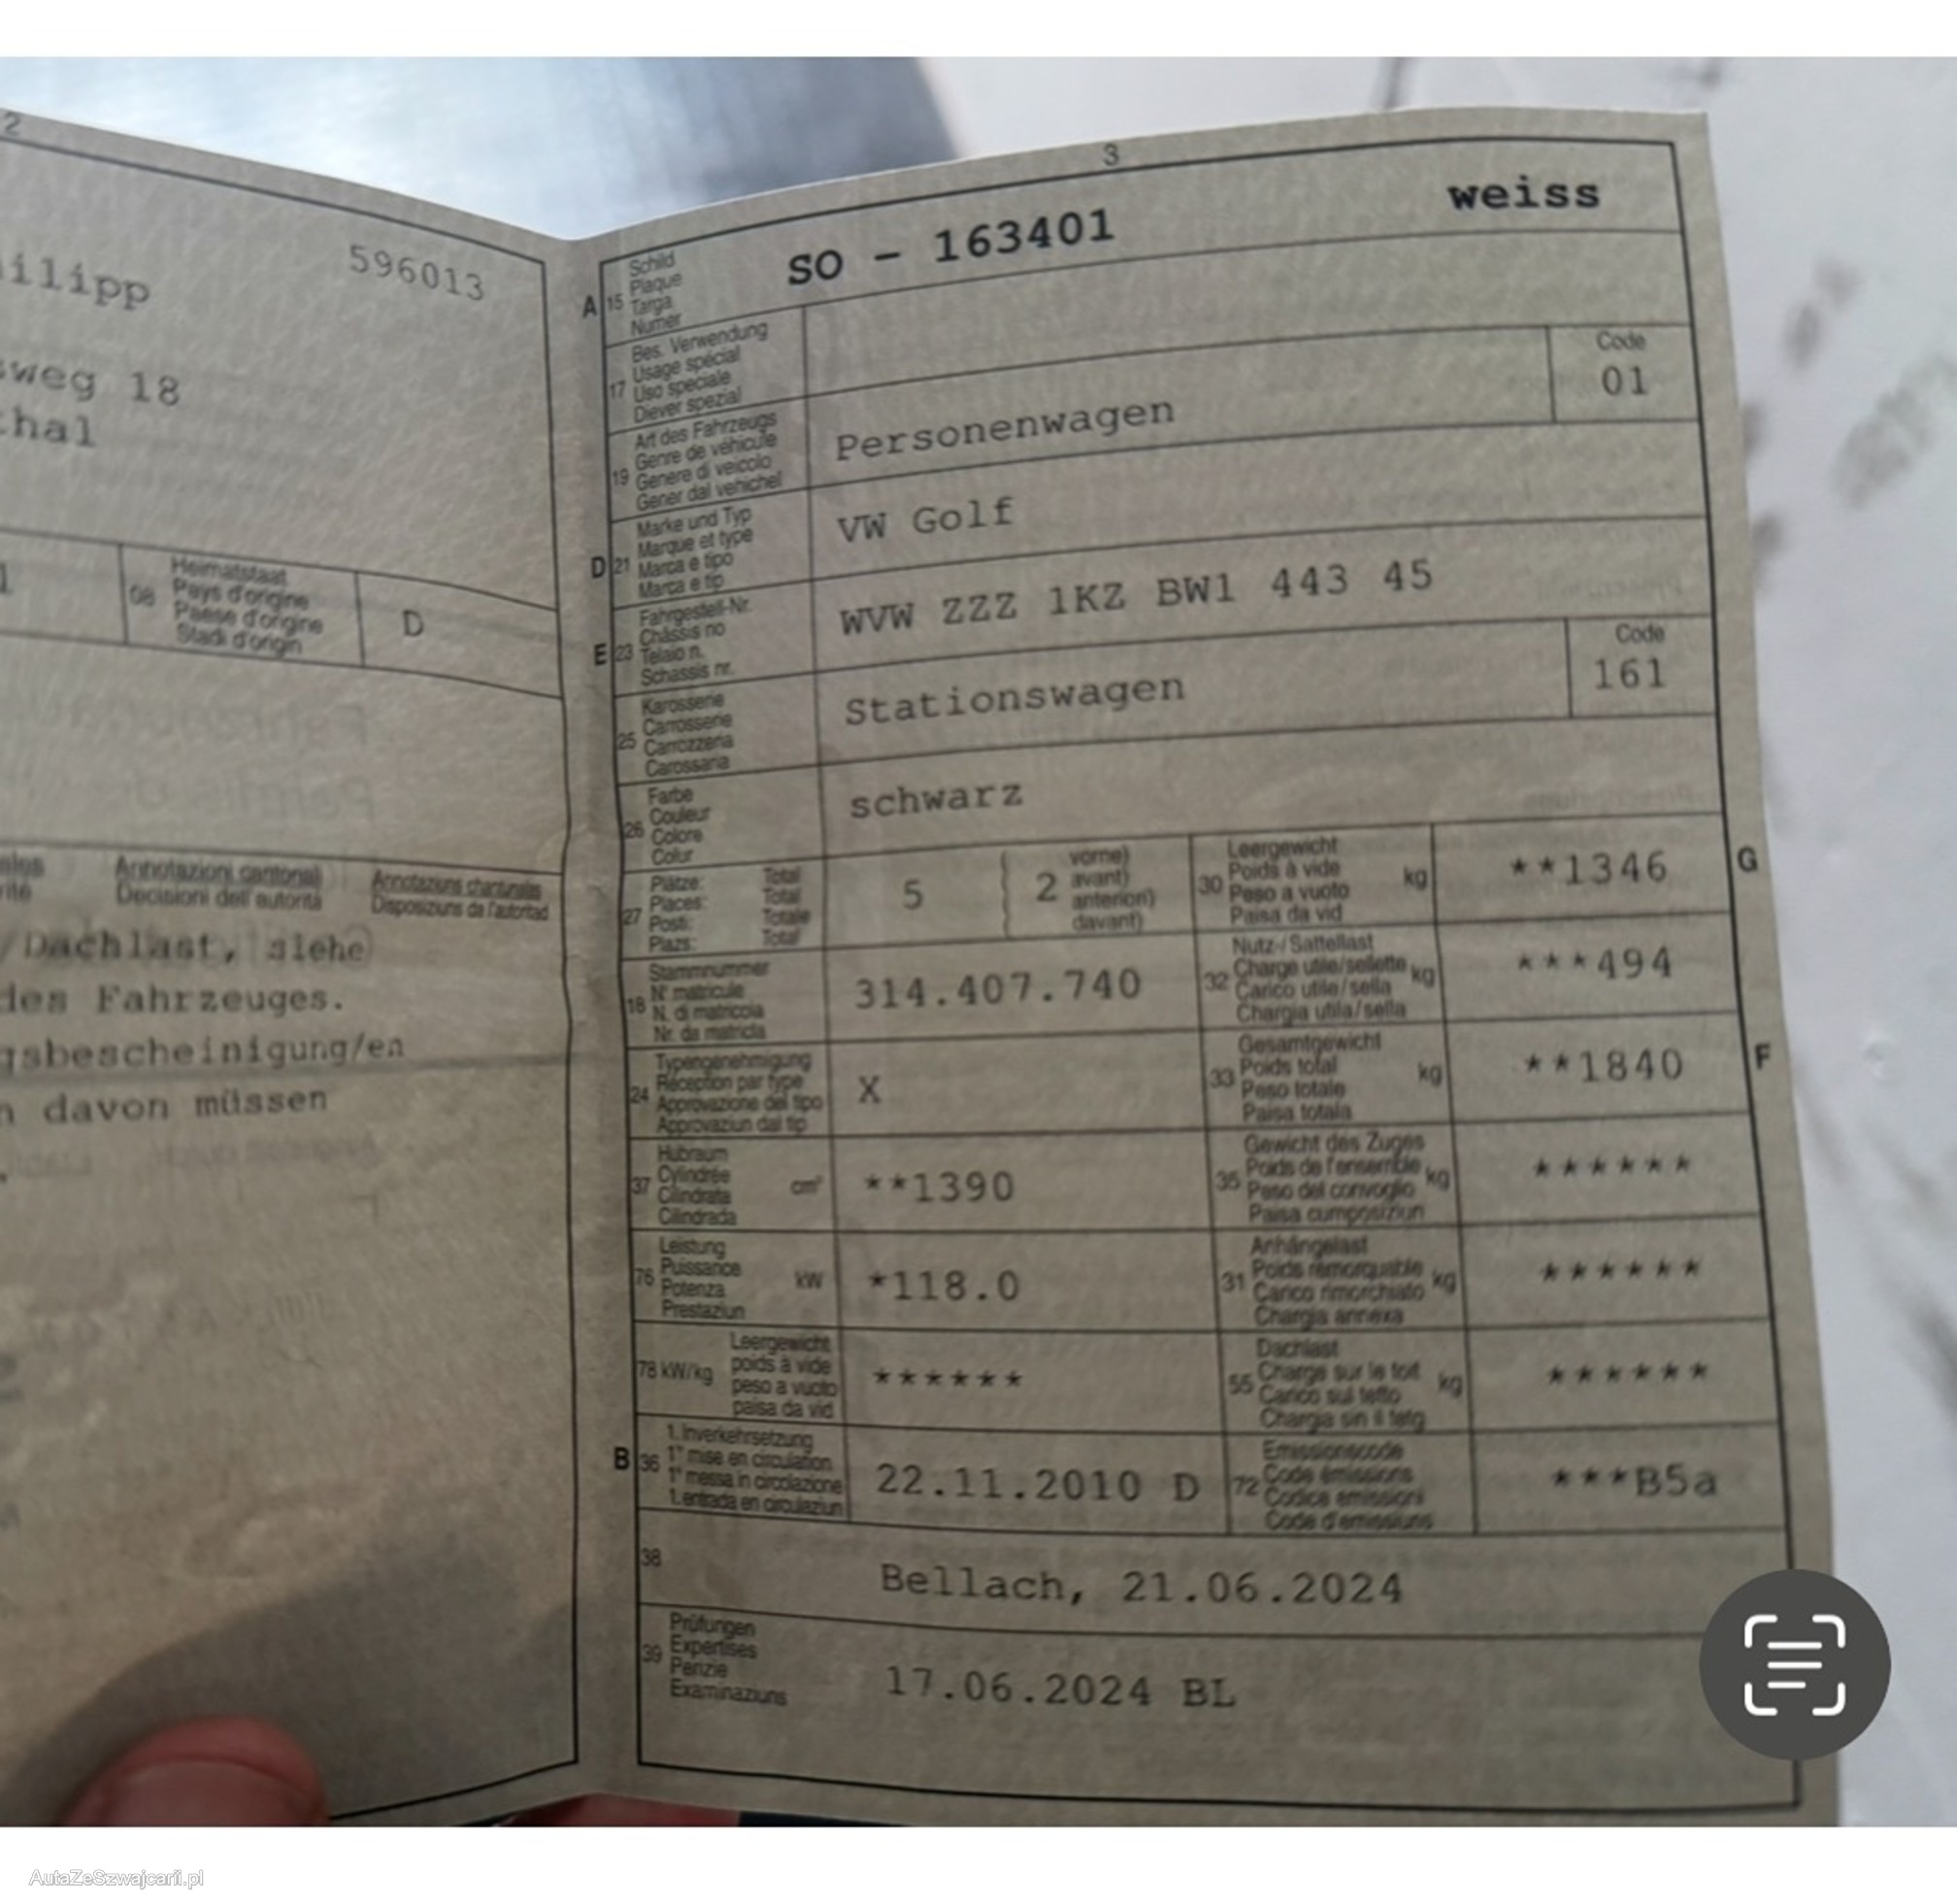 2
ilipp
596013
sweg 18
thal
08
Heimatstaat
Pays d'origine
Paese d'origine
Stadi d'origin
D
Annotazioni cantonali
Decisioni dell'autorità
Annotaziuns chantunalas
Disposiziuns da l'autoritad
/Dachlast, siehe
des Fahrzeuges.
gsbescheinigung/en
n davon müssen
3
A 15
Schild
Plaque
Targa
Numer
SO - 163401
weiss
17
Bes. Verwendung
Usage spécial
Uso speciale
Diever spezial
19
Art des Fahrzeugs
Genre de véhicule
Genere di veicolo
Gener dal vehichel
Personenwagen
Code
01
D 21
Marke und Typ
Marque et type
Marca e tipo
Marca e tip
VW Golf
E 23
Fahrgestell-Nr.
Châssis no
Telaio n.
Schassis nr.
WVW ZZZ 1KZ BW1 443 45
25
Karosserie
Carrosserie
Carrozzeria
Carossaria
Stationswagen
Code
161
26
Farbe
Couleur
Colore
Colur
schwarz
27
Plätze: Total
Places: Total
Posti: Totale
Plazs: Total
5
2
vorne)
avant)
anteriori)
davant)
30
Leergewicht
Poids à vide
Peso a vuoto
Paisa da vid
kg
**1346
G
18
Stammnummer
N° matricule
N. di matricola
Nr. da matricla
314.407.740
32
Nutz-/Sattellast
Charge utile/sellette
Carico utile/sella
Chargia utila/sella
kg
***494
24
Typengenehmigung
Réception par type
Approvazione del tipo
Approvaziun dal tip
X
33
Gesamtgewicht
Poids total
Peso totale
Paisa totala
kg
**1840
F
37
Hubraum
Cylindrée
Cilindrata
Cilindrada
cm³
**1390
35
Gewicht des Zuges
Poids de l'ensemble
Peso del convoglio
Paisa cumposiziun
kg
******
76
Leistung
Puissance
Potenza
Prestaziun
kW
*118.0
31
Anhängelast
Poids remorquable
Carico rimorchiato
Chargia annexa
kg
******
78 kW/kg
Leergewicht
poids à vide
peso a vuoto
paisa da vid
******
55
Dachlast
Charge sur le toit
Carico sul tetto
Chargia sin il tetg
kg
******
B 36
1. Inverkehrsetzung
1re mise en circulation
1a messa in circolazione
1. entrada en circulaziun
22.11.2010 D
72
Emissionscode
Code émissions
Codice emissioni
Code d'emissiuns
***B5a
38
Bellach, 21.06.2024
39
Prüfungen
Expertises
Perizie
Examinaziuns
17.06.2024 BL
AutaZeSzwajcarii.pl